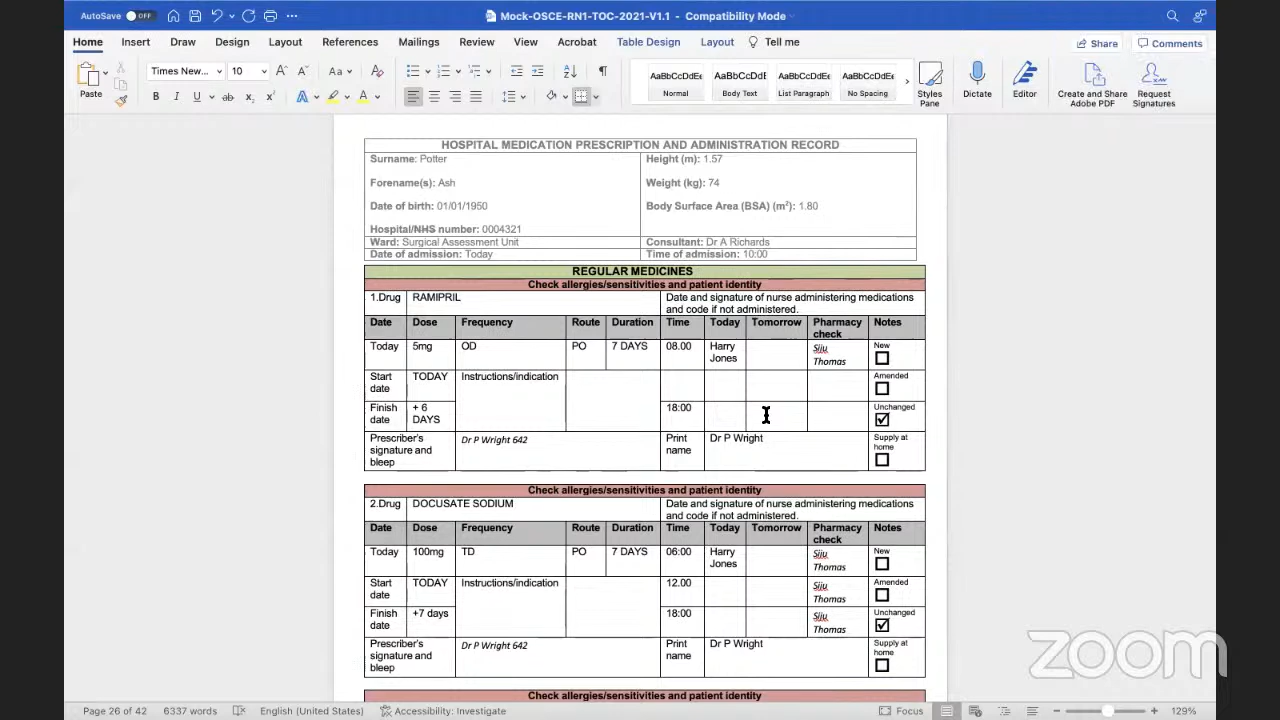 AutoSave OFF
Mock-OSCE-RN1-TOC-2021-V1.1 - Compatibility Mode
Home Insert Draw Design Layout References Mailings Review View Acrobat Table Design Layout Tell me
Share Comments
Paste
Times New... 10
Aa
AaBbCcDdEe AaBbCcDdE AaBbCcDdEe AaBbCcDdEe
Normal Body Text List Paragraph No Spacing
Styles Pane
Dictate
Editor
Create and Share Adobe PDF
Request Signatures
HOSPITAL MEDICATION PRESCRIPTION AND ADMINISTRATION RECORD
Surname: Potter Height (m): 1.57
Forename(s): Ash Weight (kg): 74
Date of birth: 01/01/1950 Body Surface Area (BSA) (m²): 1.80
Hospital/NHS number: 0004321
Ward: Surgical Assessment Unit Consultant: Dr A Richards
Date of admission: Today Time of admission: 10:00
REGULAR MEDICINES
Check allergies/sensitivities and patient identity
1.Drug RAMIPRIL Date and signature of nurse administering medications
and code if not administered.
Date Dose Frequency Route Duration Time Today Tomorrow Pharmacy Notes
check
Today 5mg OD PO 7 DAYS 08.00 Harry Siju New
Jones Thomas
Start TODAY Instructions/indication Amended
date
Finish + 6 18:00 Unchanged
date DAYS
Prescriber's Dr P Wright 642 Print Dr P Wright Supply at
signature and name home
bleep
Check allergies/sensitivities and patient identity
2.Drug DOCUSATE SODIUM Date and signature of nurse administering medications
and code if not administered.
Date Dose Frequency Route Duration Time Today Tomorrow Pharmacy Notes
check
Today 100mg TD PO 7 DAYS 06:00 Harry Siju New
Jones Thomas
Start TODAY Instructions/indication 12.00 Siju Amended
date Thomas
Finish +7 days 18:00 Siju Unchanged
date Thomas
Prescriber's Dr P Wright 642 Print Dr P Wright Supply at
signature and name home
bleep
Check allergies/sensitivities and patient identity
zoom
Page 26 of 42 6337 words English (United States) Accessibility: Investigate Focus 129%